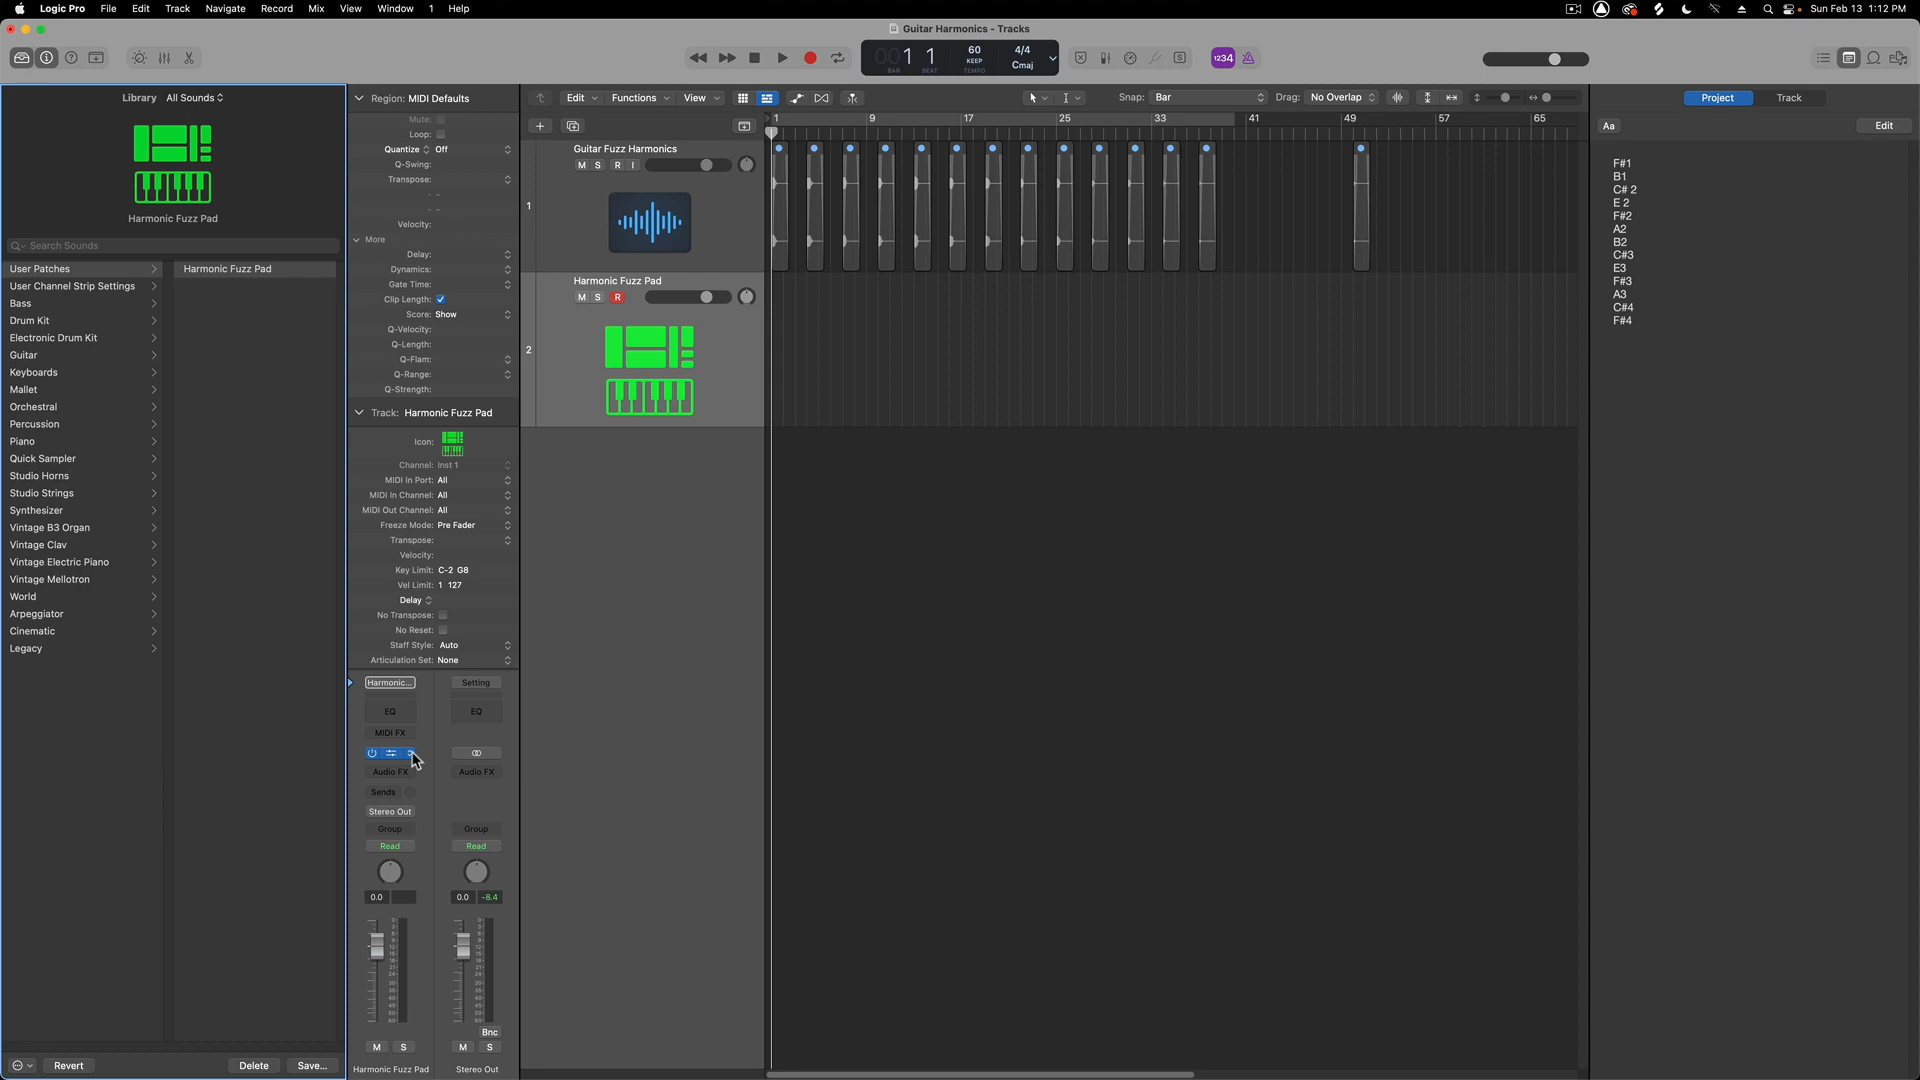 Logic Pro File Edit Track Navigate Record Mix View Window 1 Help Sun Feb 13 1:12 PM
Guitar Harmonics - Tracks
001 1 60 4/4
KEEP Cmaj
BAR BEAT TEMPO
1234
Library All Sounds
Harmonic Fuzz Pad
Search Sounds
User Patches
User Channel Strip Settings
Bass
Drum Kit
Electronic Drum Kit
Guitar
Keyboards
Mallet
Orchestral
Percussion
Piano
Quick Sampler
Studio Horns
Studio Strings
Synthesizer
Vintage B3 Organ
Vintage Clav
Vintage Electric Piano
Vintage Mellotron
World
Arpeggiator
Cinematic
Legacy
Harmonic Fuzz Pad
Revert Delete Save...
Region: MIDI Defaults
Mute:
Loop:
Quantize Off
Q-Swing:
Transpose:
Velocity:
More
Delay:
Dynamics:
Gate Time:
Clip Length:
Score: Show
Q-Velocity:
Q-Length:
Q-Flam:
Q-Range:
Q-Strength:
Track: Harmonic Fuzz Pad
Icon:
Channel: Inst 1
MIDI In Port: All
MIDI In Channel: All
MIDI Out Channel: All
Freeze Mode: Pre Fader
Transpose:
Velocity:
Key Limit: C-2 G8
Vel Limit: 1 127
Delay
No Transpose:
No Reset:
Staff Style: Auto
Articulation Set: None
Harmonic... Setting
EQ EQ
MIDI FX
Audio FX Audio FX
Sends
Stereo Out
Group Group
Read Read
0.0 0.0 -8.4
Bnc
M S M S
Harmonic Fuzz Pad Stereo Out
Edit Functions View Snap: Bar Drag: No Overlap
1 9 17 25 33 41 49 57 65
1
Guitar Fuzz Harmonics
M S R I
2
Harmonic Fuzz Pad
M S R
Project Track
Aa Edit
F#1
B1
C# 2
E 2
F#2
A2
B2
C#3
E3
F#3
A3
C#4
F#4